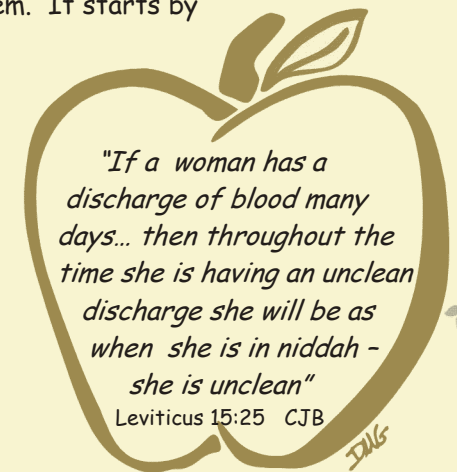 em. It starts by
"If a woman has a
discharge of blood many
days... then throughout the
time she is having an unclean
discharge she will be as
when she is in niddah –
she is unclean"
Leviticus 15:25 CJB
DMG